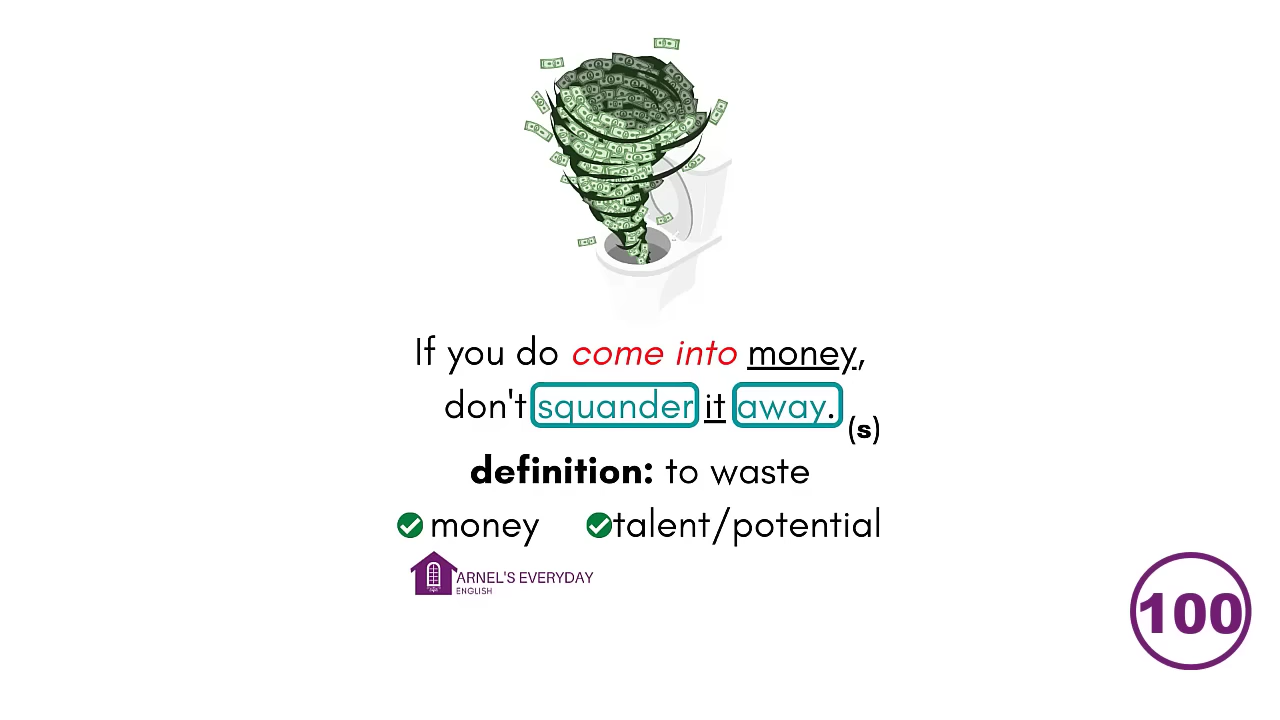 If you do come into money,
don't squander it away.
(s)
definition: to waste
money talent/potential
ARNEL'S EVERYDAY
ENGLISH
100